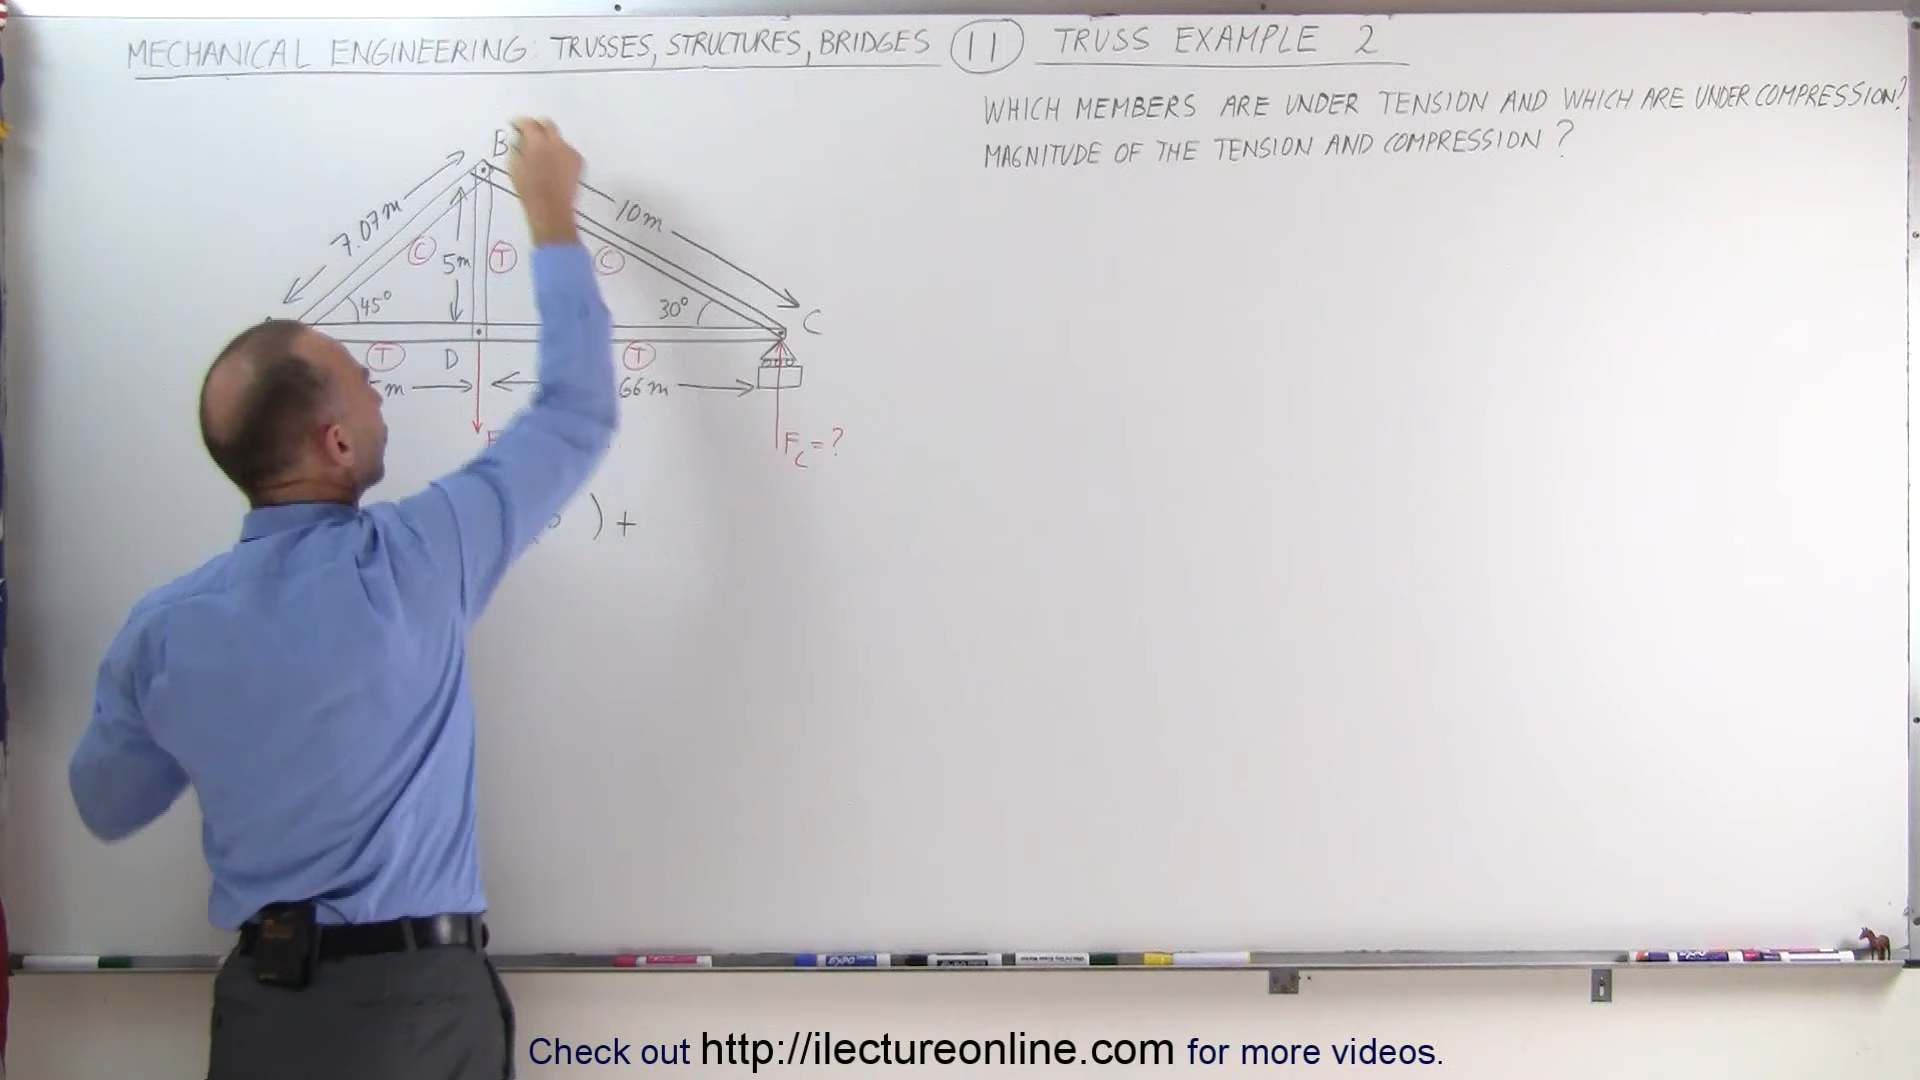 MECHANICAL ENGINEERING: TRUSSES, STRUCTURES, BRIDGES 11 TRUSS EXAMPLE 2
WHICH MEMBERS ARE UNDER TENSION AND WHICH ARE UNDER COMPRESSION?
MAGNITUDE OF THE TENSION AND COMPRESSION?
B
7.07m
10m
C
5m
T
C
45°
30°
C
T
D
T
m
66m
F
F_C=?
) +
Check out http://ilectureonline.com for more videos.